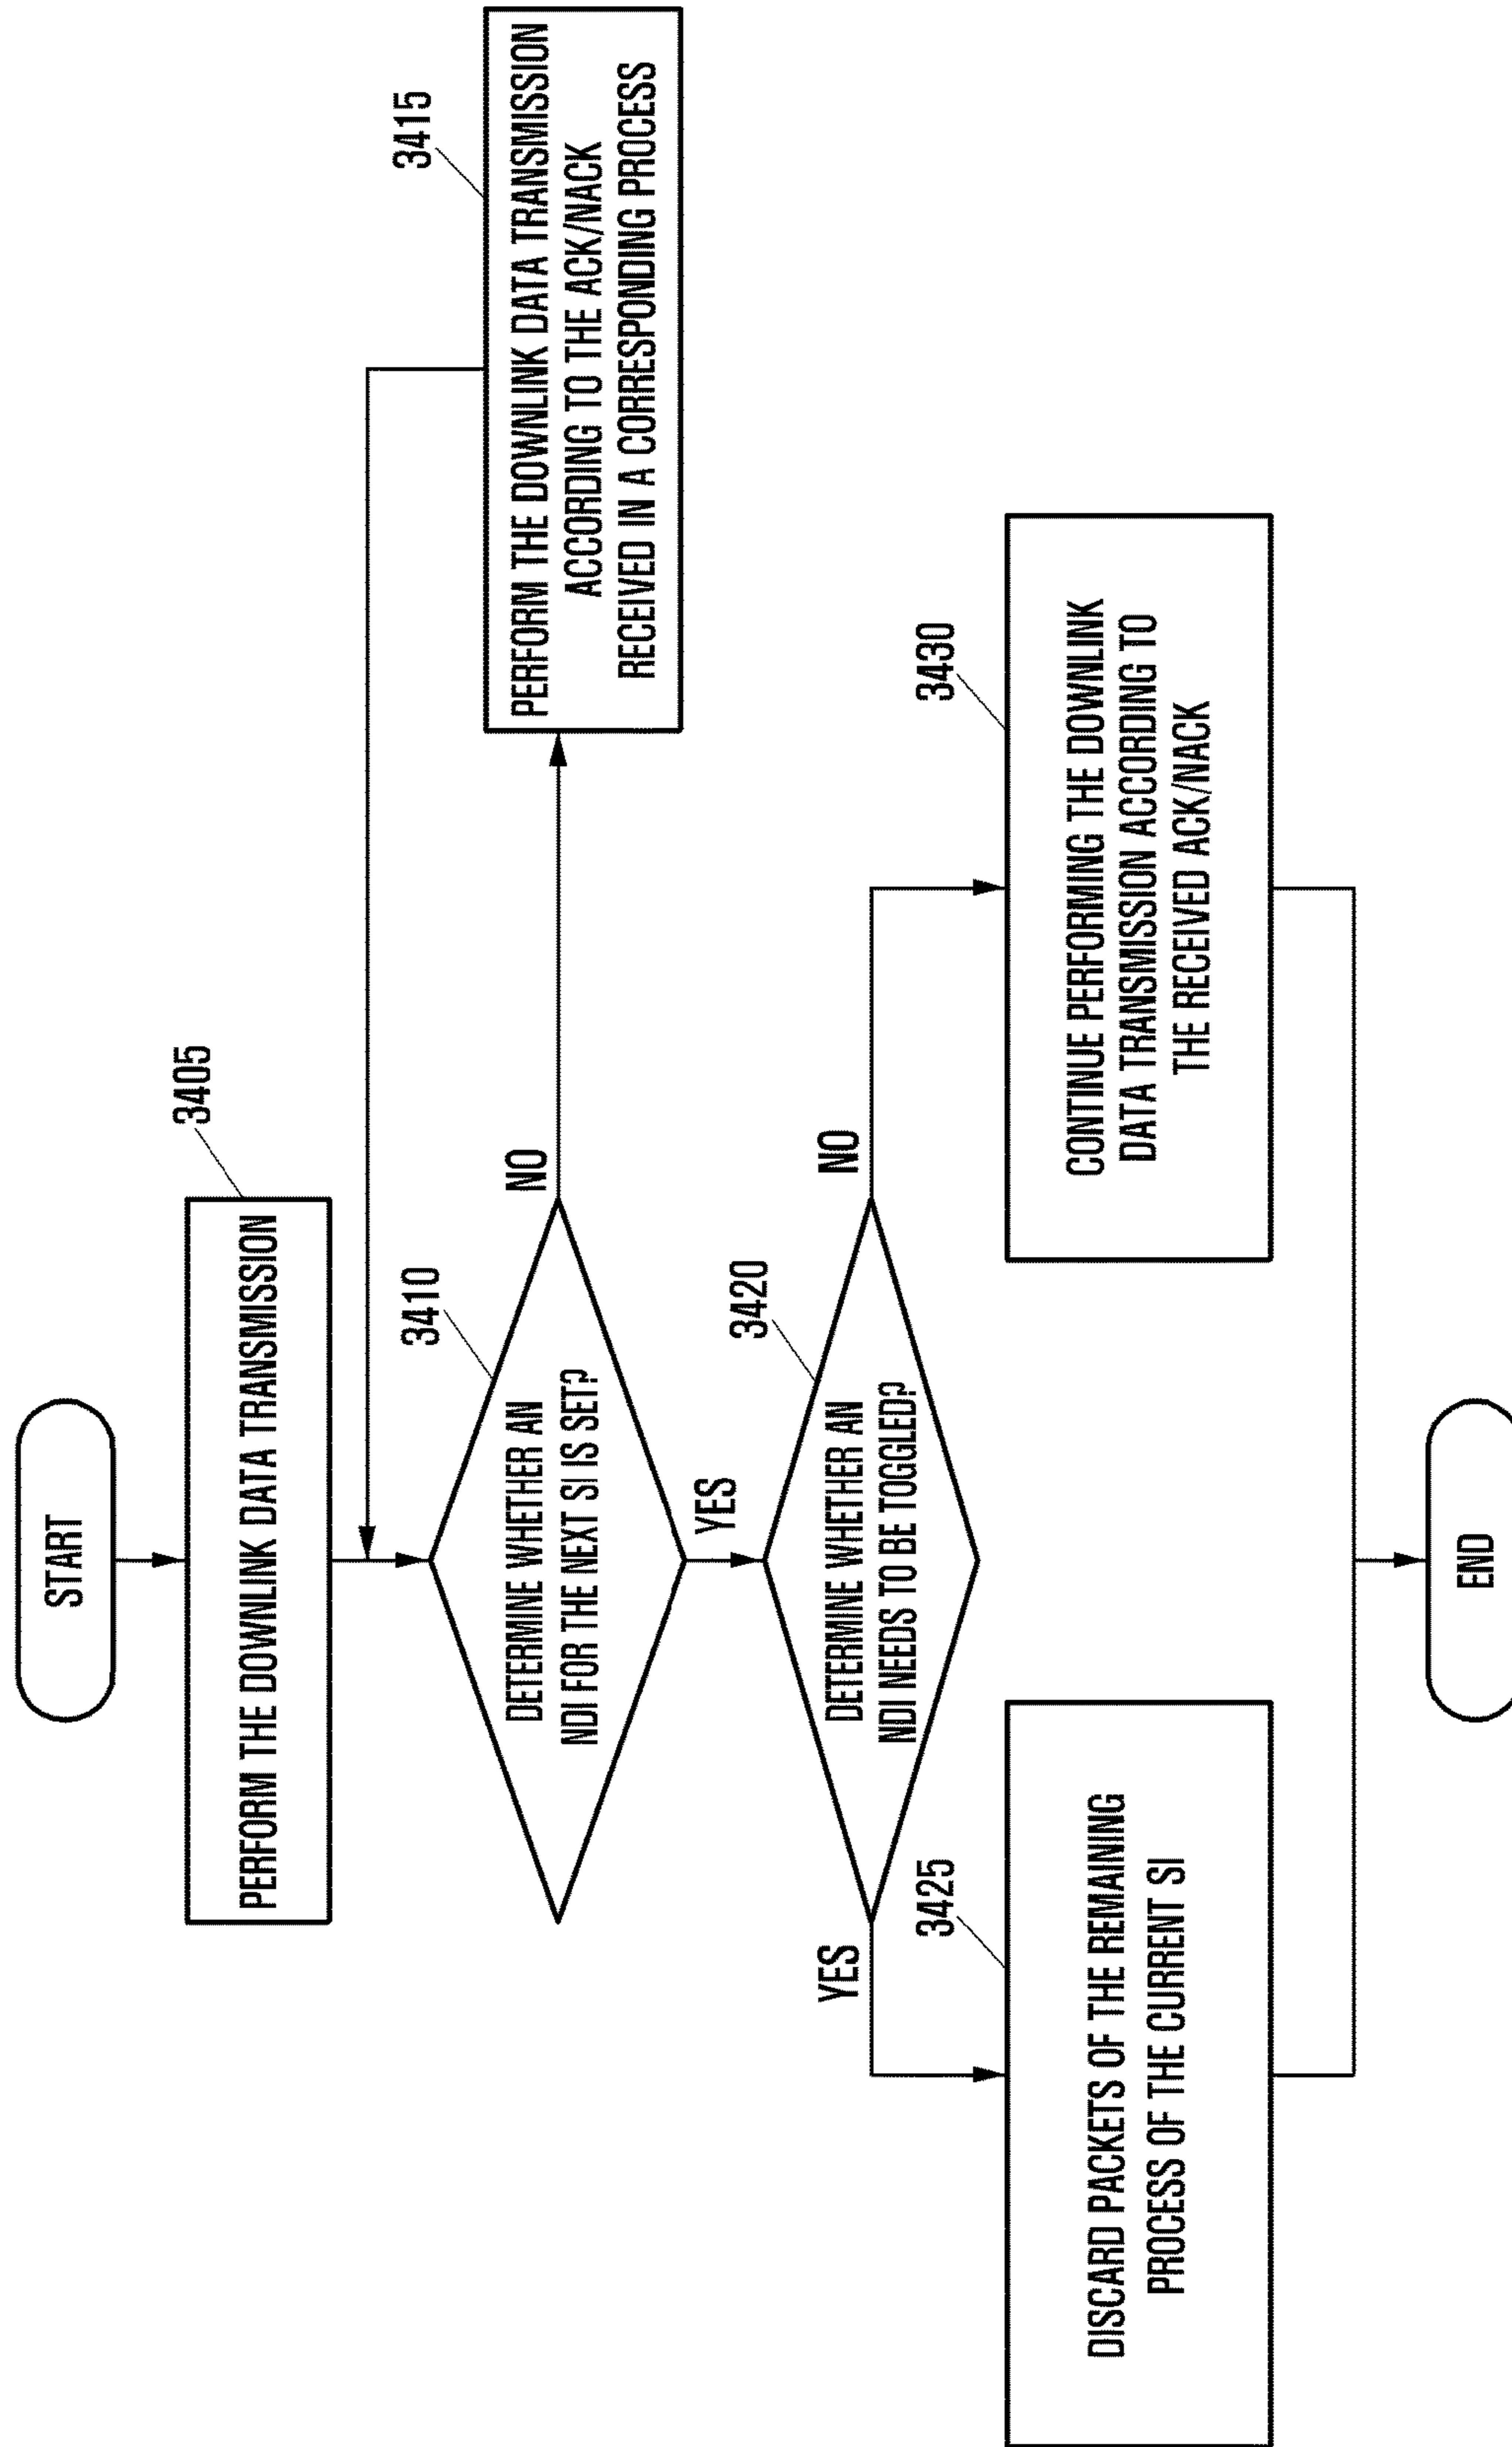 START
3405
PERFORM THE DOWNLINK DATA TRANSMISSION
3410
DETERMINE WHETHER AN
NDI FOR THE NEXT SI IS SET?
NO
3415
PERFORM THE DOWNLINK DATA TRANSMISSION
ACCORDING TO THE ACK/NACK
RECEIVED IN A CORRESPONDING PROCESS
YES
3420
DETERMINE WHETHER AN
NDI NEEDS TO BE TOGGLED?
YES
NO
3425
DISCARD PACKETS OF THE REMAINING
PROCESS OF THE CURRENT SI
3430
CONTINUE PERFORMING THE DOWNLINK
DATA TRANSMISSION ACCORDING TO
THE RECEIVED ACK/NACK
END